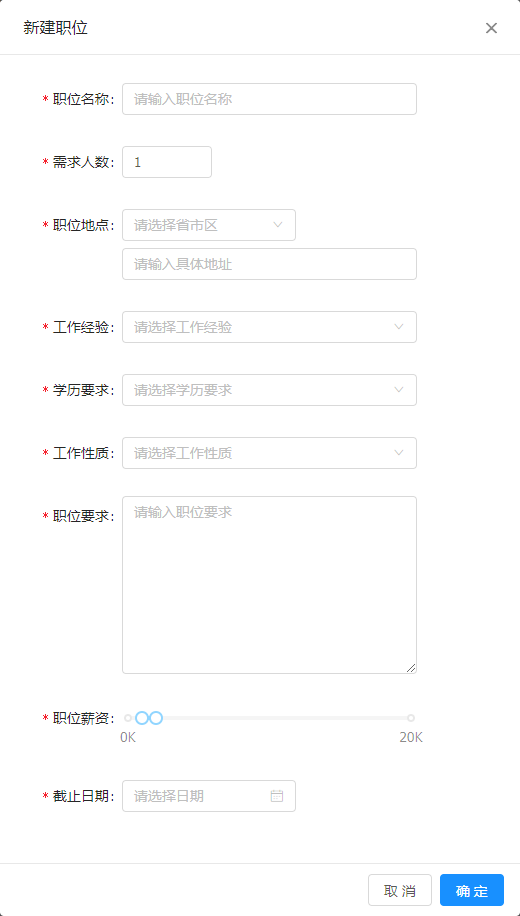 新建职位
* 职位名称: 请输入职位名称
* 需求人数: 1
* 职位地点: 请选择省市区
请输入具体地址
* 工作经验: 请选择工作经验
* 学历要求: 请选择学历要求
* 工作性质: 请选择工作性质
* 职位要求: 请输入职位要求
* 职位薪资:
0K 20K
* 截止日期: 请选择日期
取 消 确 定